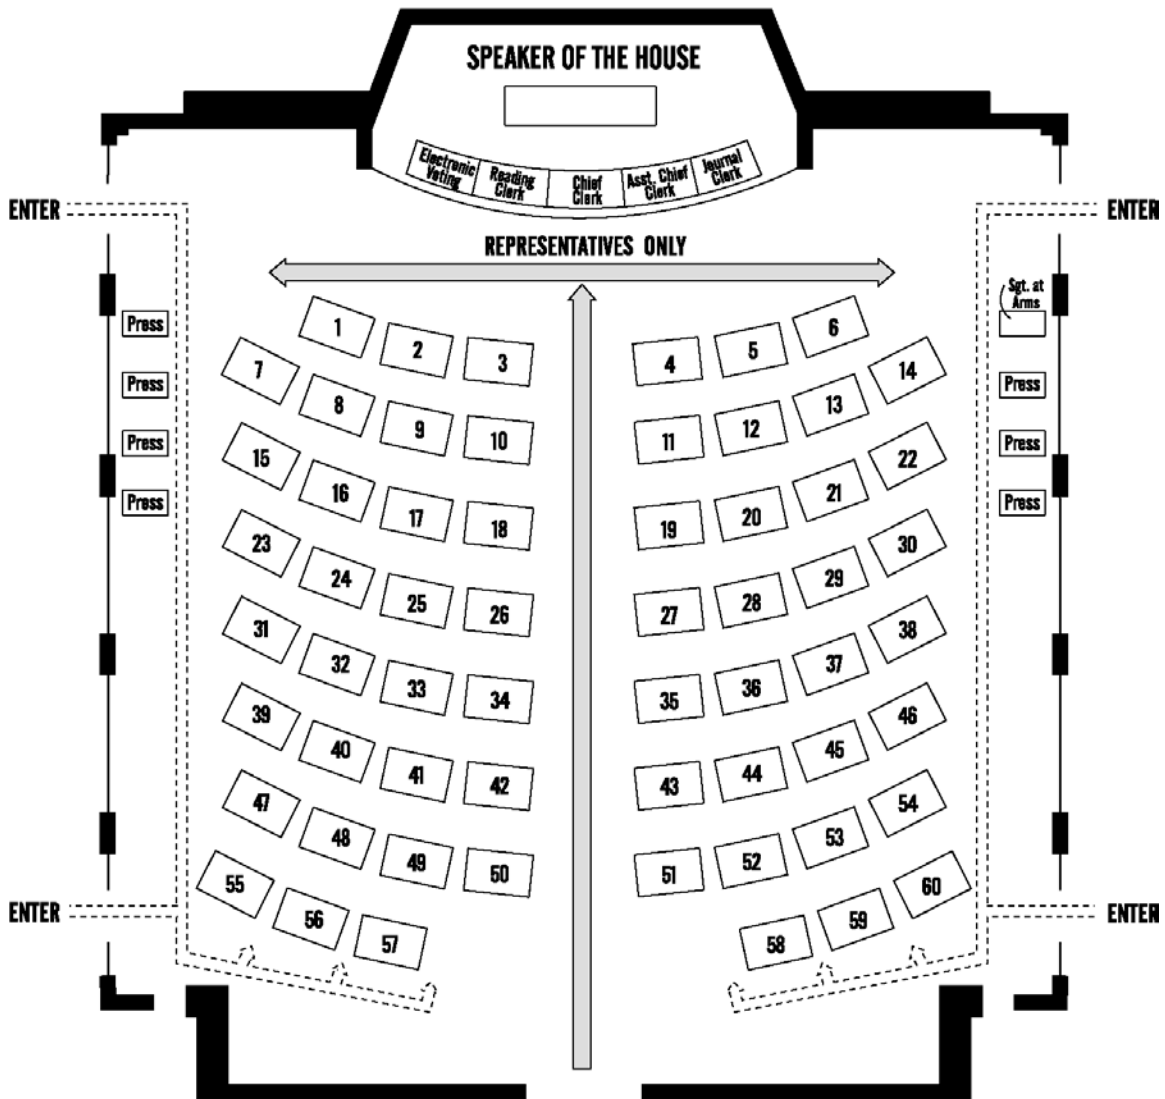 SPEAKER OF THE HOUSE
Electronic
Voting
Reading
Clerk
Chief
Clerk
Asst. Chief
Clerk
Journal
Clerk
ENTER
ENTER
REPRESENTATIVES ONLY
Sgt. at
Arms
Press
Press
Press
Press
Press
Press
Press
1 2 3 4 5 6
7 8 9 10 11 12 13 14
15 16 17 18 19 20 21 22
23 24 25 26 27 28 29 30
31 32 33 34 35 36 37 38
39 40 41 42 43 44 45 46
47 48 49 50 51 52 53 54
55 56 57 58 59 60
ENTER
ENTER